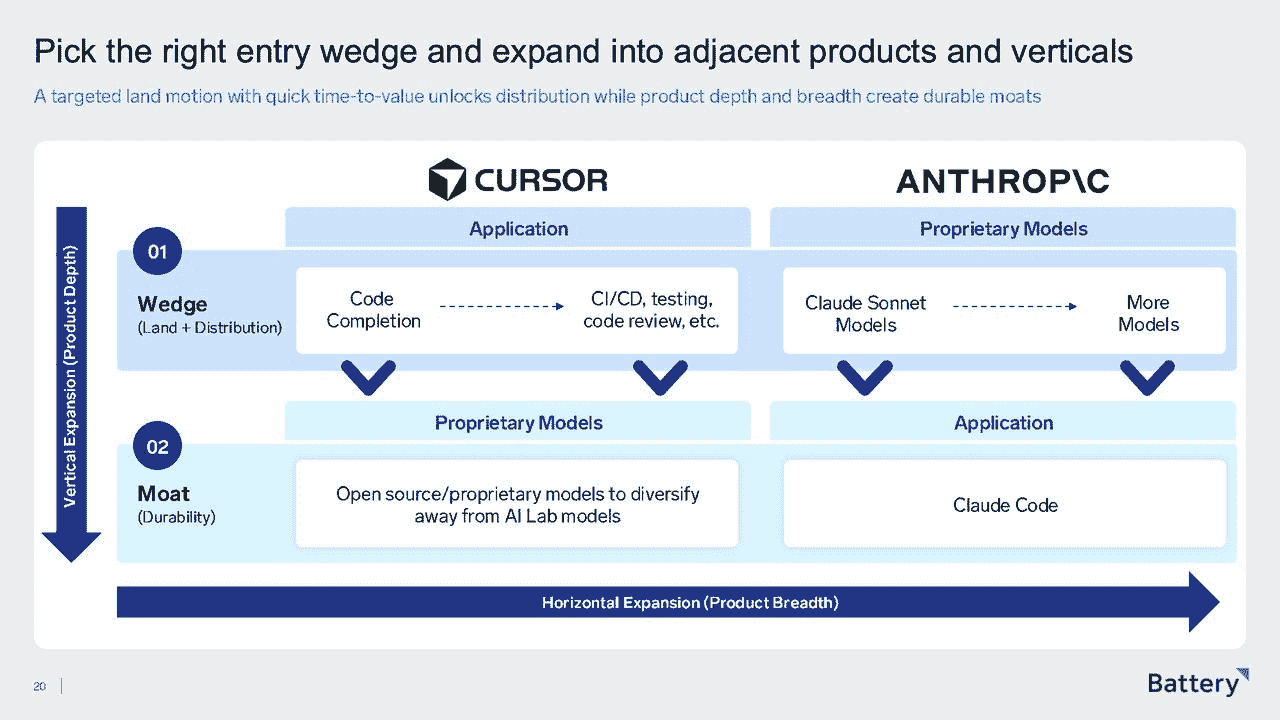 Pick the right entry wedge and expand into adjacent products and verticals
A targeted land motion with quick time-to-value unlocks distribution while product depth and breadth create durable moats
CURSOR
ANTHROP\C
Application
Proprietary Models
Vertical Expansion (Product Depth)
01
Wedge
(Land + Distribution)
Code
Completion
CI/CD, testing,
code review, etc.
Claude Sonnet
Models
More
Models
Proprietary Models
Application
02
Moat
(Durability)
Open source/proprietary models to diversify
away from AI Lab models
Claude Code
Horizontal Expansion (Product Breadth)
20
Battery